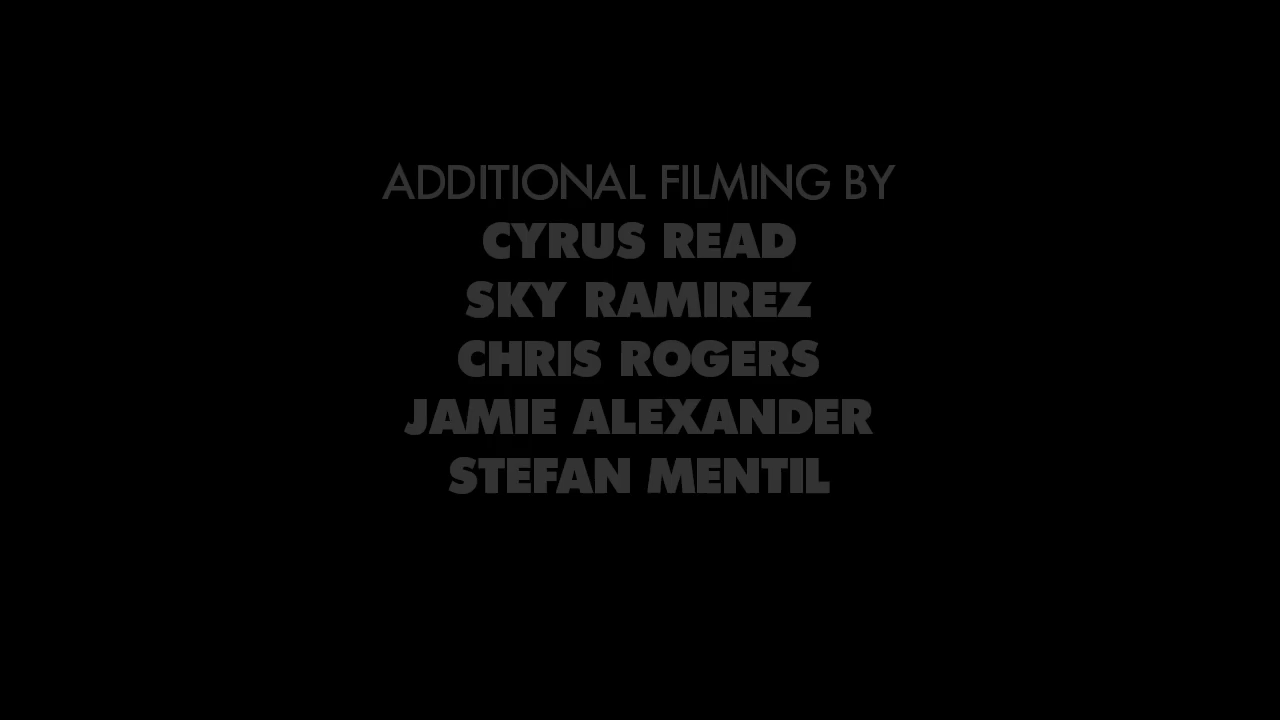 ADDITIONAL FILMING BY
CYRUS READ
SKY RAMIREZ
CHRIS ROGERS
JAMIE ALEXANDER
STEFAN MENTIL